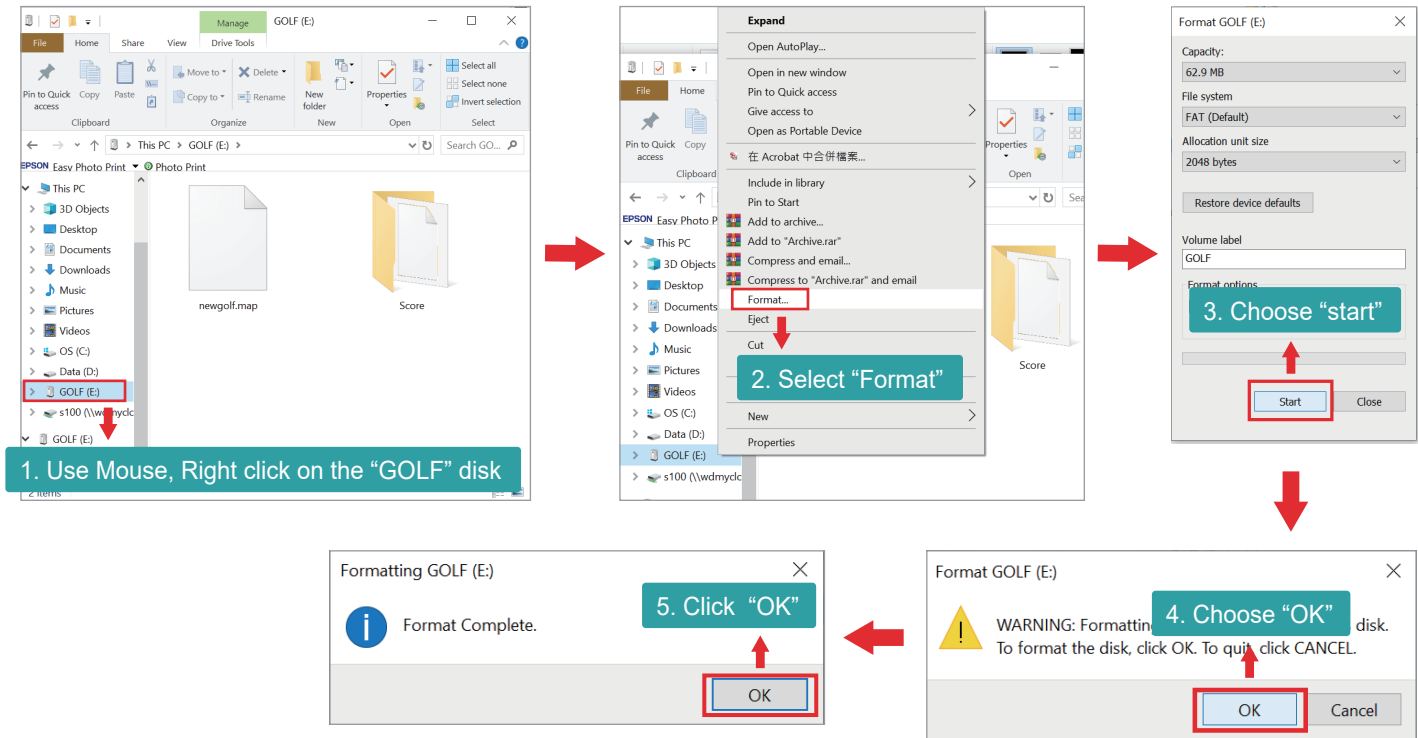 Manage
GOLF (E:)
File
Home
Share
View
Drive Tools
Pin to Quick
access
Copy
Paste
Move to
Copy to
Delete
Rename
New
folder
Properties
Select all
Select none
Invert selection
Clipboard
Organize
New
Open
Select
This PC > GOLF (E:) >
Search GO...
EPSON Easy Photo Print
Photo Print
This PC
3D Objects
Desktop
Documents
Downloads
Music
Pictures
Videos
OS (C:)
Data (D:)
GOLF (E:)
s100 (\\wdmyclc
GOLF (E:)
newgolf.map
Score
1. Use Mouse, Right click on the “GOLF” disk
2 items
File
Home
Pin to Quick
access
Copy
Clipboard
Properties
Open
Sea
EPSON Easy Photo P
This PC
3D Objects
Desktop
Documents
Downloads
Music
Pictures
Videos
OS (C:)
Data (D:)
GOLF (E:)
s100 (\\wdmyclc
Score
Expand
Open AutoPlay...
Open in new window
Pin to Quick access
Give access to
Open as Portable Device
在 Acrobat 中合併檔案...
Include in library
Pin to Start
Add to archive...
Add to "Archive.rar"
Compress and email...
Compress to "Archive.rar" and email
Format...
Eject
Cut
2. Select “Format”
New
Properties
Format GOLF (E:)
Capacity:
62.9 MB
File system
FAT (Default)
Allocation unit size
2048 bytes
Restore device defaults
Volume label
GOLF
Format options
3. Choose “start”
Start
Close
Formatting GOLF (E:)
5. Click “OK”
Format Complete.
OK
Format GOLF (E:)
4. Choose “OK”
WARNING: Formatting disk.
To format the disk, click OK. To quit, click CANCEL.
OK
Cancel